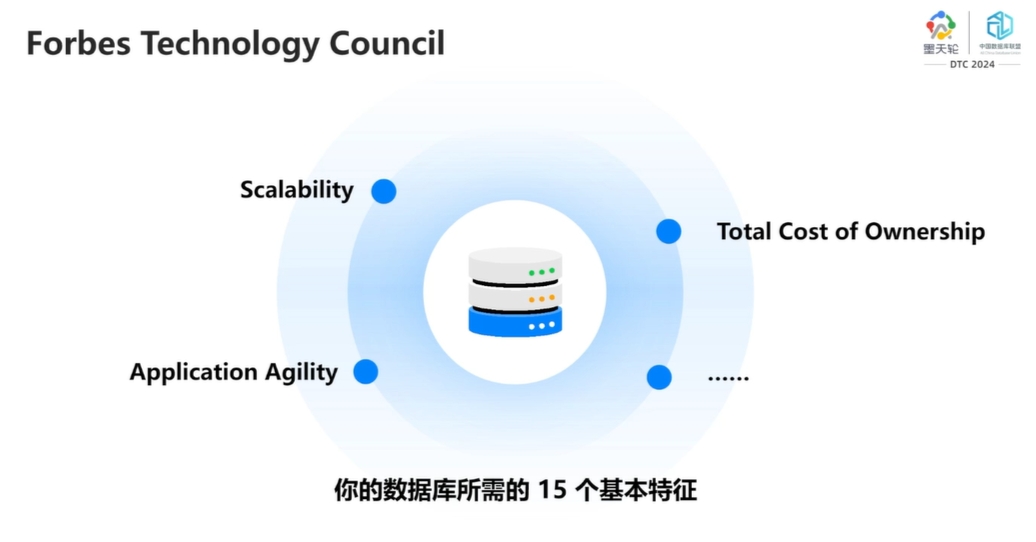 Forbes Technology Council
墨天轮
中国数据库联盟
DTC 2024
Scalability
Total Cost of Ownership
Application Agility
……
你的数据库所需的 15 个基本特征